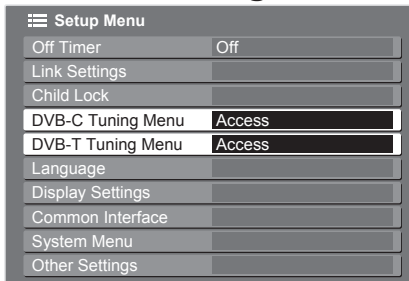 Setup Menu
Off Timer Off
Link Settings
Child Lock
DVB-C Tuning Menu Access
DVB-T Tuning Menu Access
Language
Display Settings
Common Interface
System Menu
Other Settings